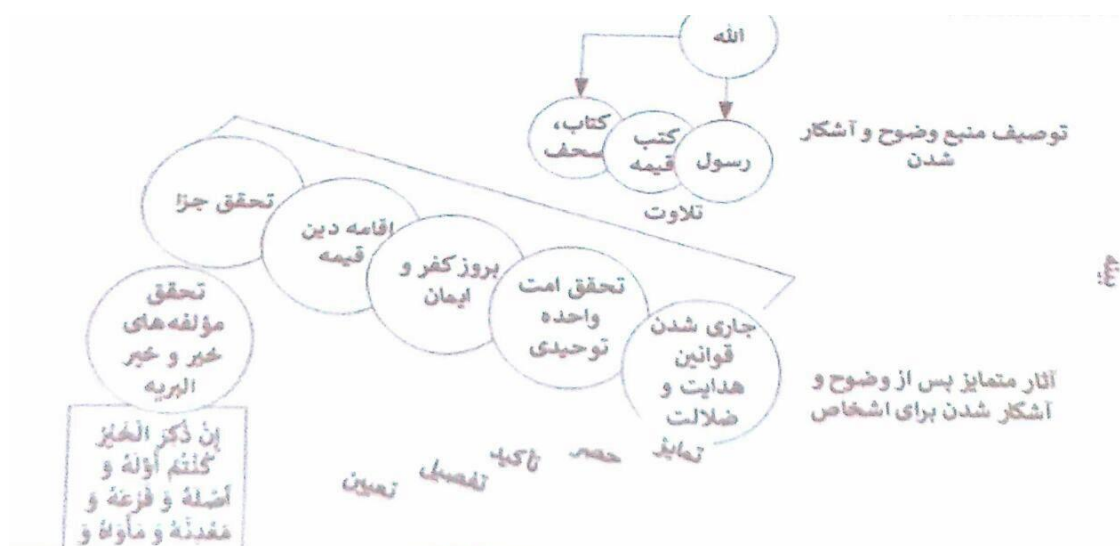 الله
رسول
کتب
قیمه
کتاب،
صحف
تلاوت
توصیف منبع وضوح و آشکار
شدن
بینه
جاری شدن
قوانین
هدایت و
ضلالت
تحقق امت
واحده
توحیدی
بروز کفر و
ایمان
اقامه دین
قیمه
تحقق جزا
تحقق
مؤلفه‌های
خیر و خیر
البریه
آثار متمایز پس از وضوح و
آشکار شدن برای اشخاص
تمایز
حصر
تاکید
تفصیل
تعیین
إِنْ ذُکِرَ الْخَیْرُ
کُنْتُمْ أَوَّلَهُ وَ
أَصْلَهُ وَ فَرْعَهُ وَ
مَعْدِنَهُ وَ مَأْوَاهُ وَ